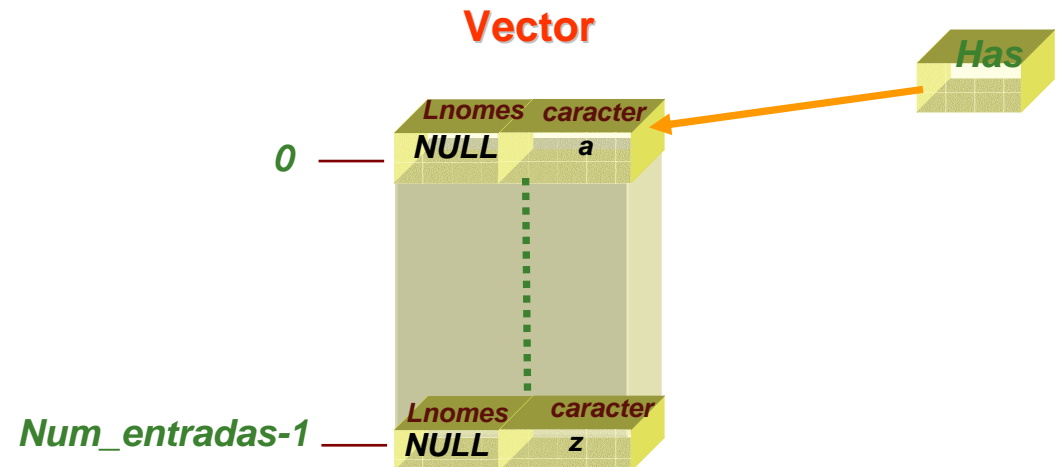 Vector
Has
Lnomes caracter
0 NULL a
Lnomes caracter
Num_entradas-1 NULL z